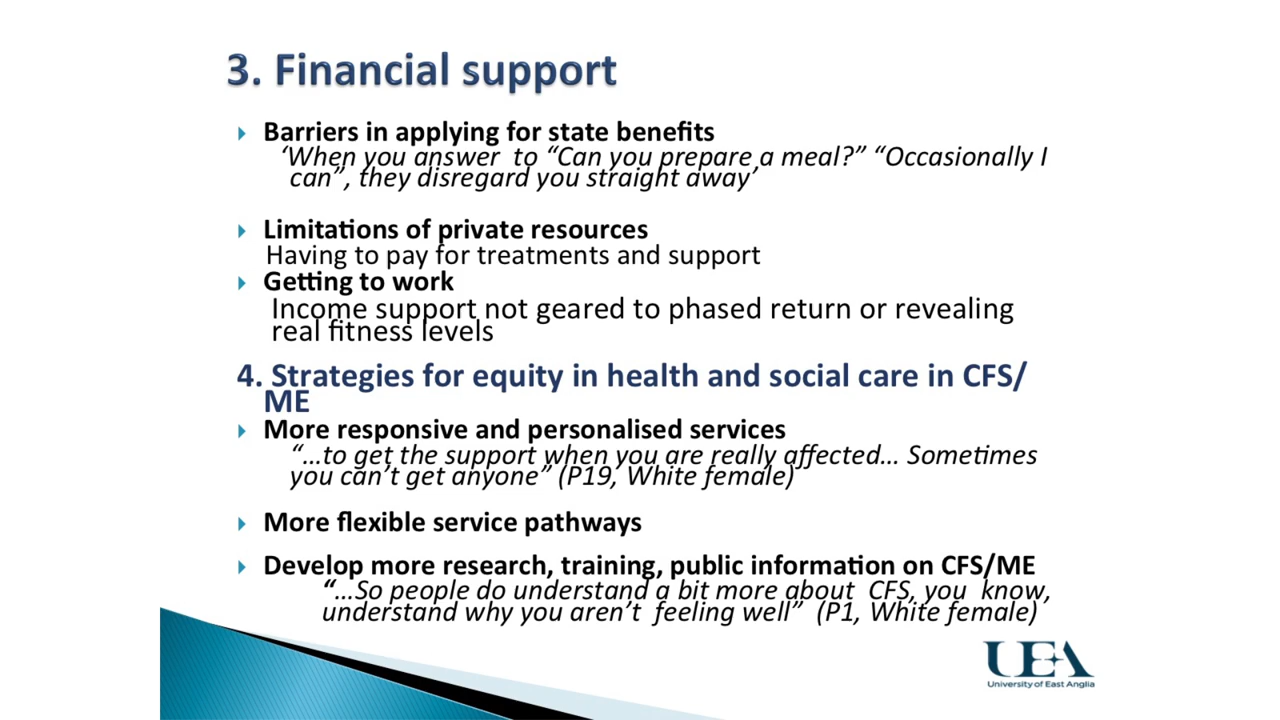 3. Financial support
Barriers in applying for state benefits
‘When you answer to “Can you prepare a meal?” “Occasionally I
can”, they disregard you straight away’
Limitations of private resources
Having to pay for treatments and support
Getting to work
Income support not geared to phased return or revealing
real fitness levels
4. Strategies for equity in health and social care in CFS/
ME
More responsive and personalised services
“…to get the support when you are really affected… Sometimes
you can’t get anyone” (P19, White female)
More flexible service pathways
Develop more research, training, public information on CFS/ME
“…So people do understand a bit more about CFS, you know,
understand why you aren’t feeling well” (P1, White female)
UEA
University of East Anglia